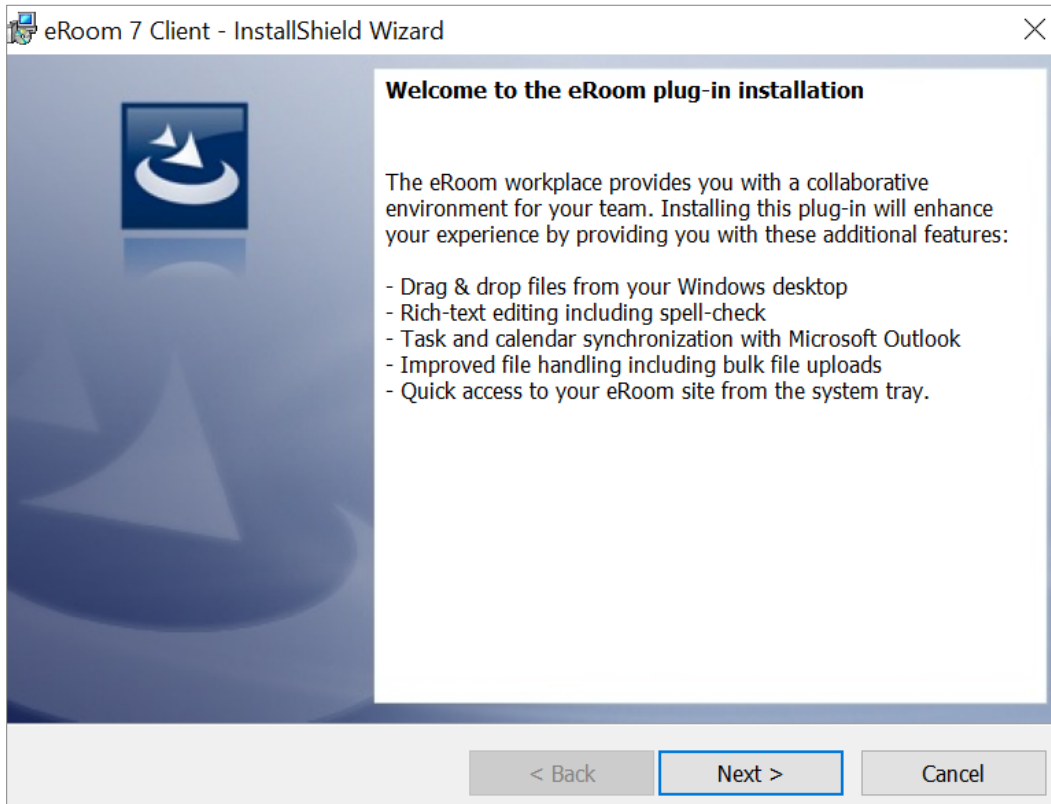 eRoom 7 Client - InstallShield Wizard
Welcome to the eRoom plug-in installation
The eRoom workplace provides you with a collaborative
environment for your team. Installing this plug-in will enhance
your experience by providing you with these additional features:
- Drag & drop files from your Windows desktop
- Rich-text editing including spell-check
- Task and calendar synchronization with Microsoft Outlook
- Improved file handling including bulk file uploads
- Quick access to your eRoom site from the system tray.
< Back
Next >
Cancel